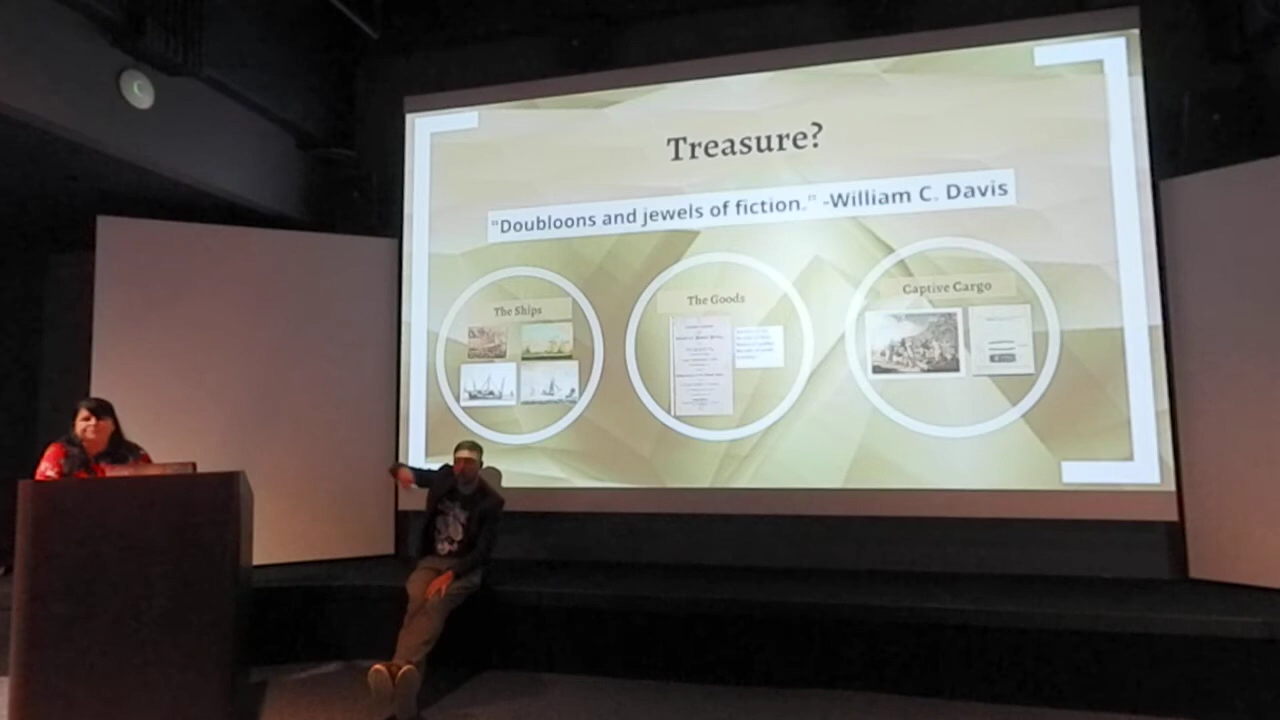 Treasure?
"Doubloons and jewels of fiction." -William C. Davis
The Ships
The Goods
Captive Cargo